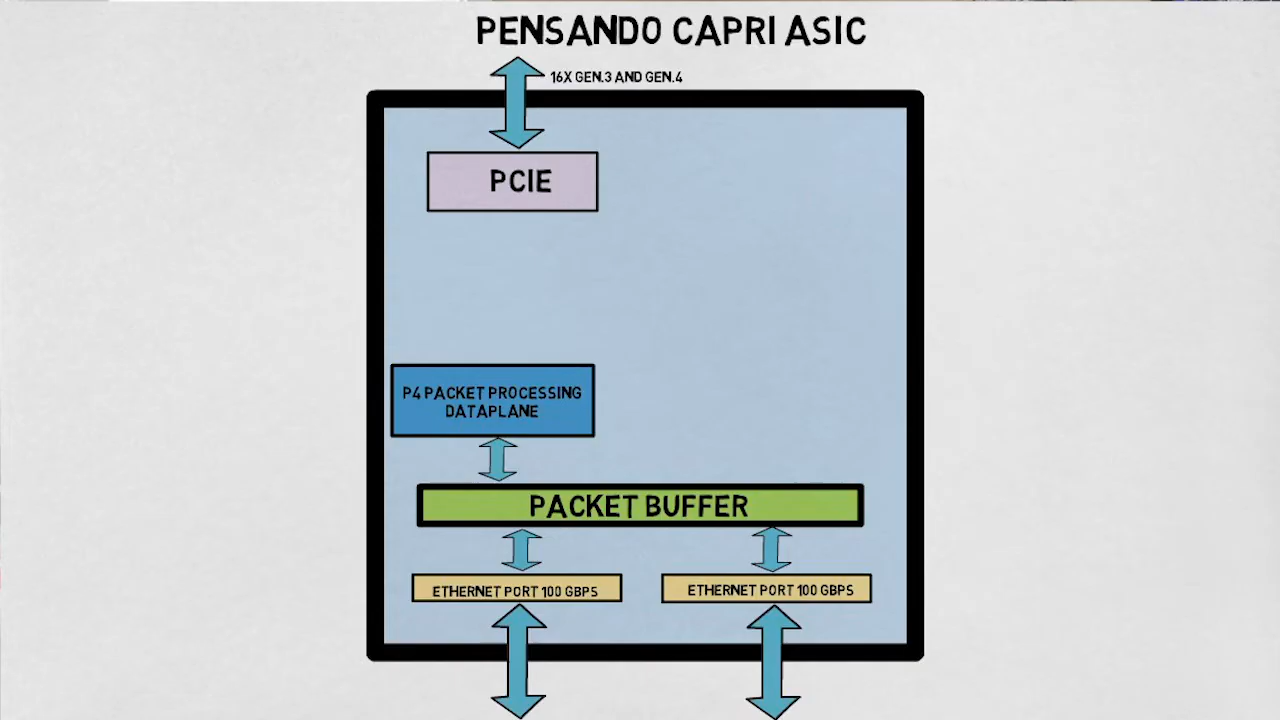 PENSANDO CAPRI ASIC
16X GEN.3 AND GEN.4
PCIE
P4 PACKET PROCESSING
DATAPLANE
PACKET BUFFER
ETHERNET PORT 100 GBPS
ETHERNET PORT 100 GBPS